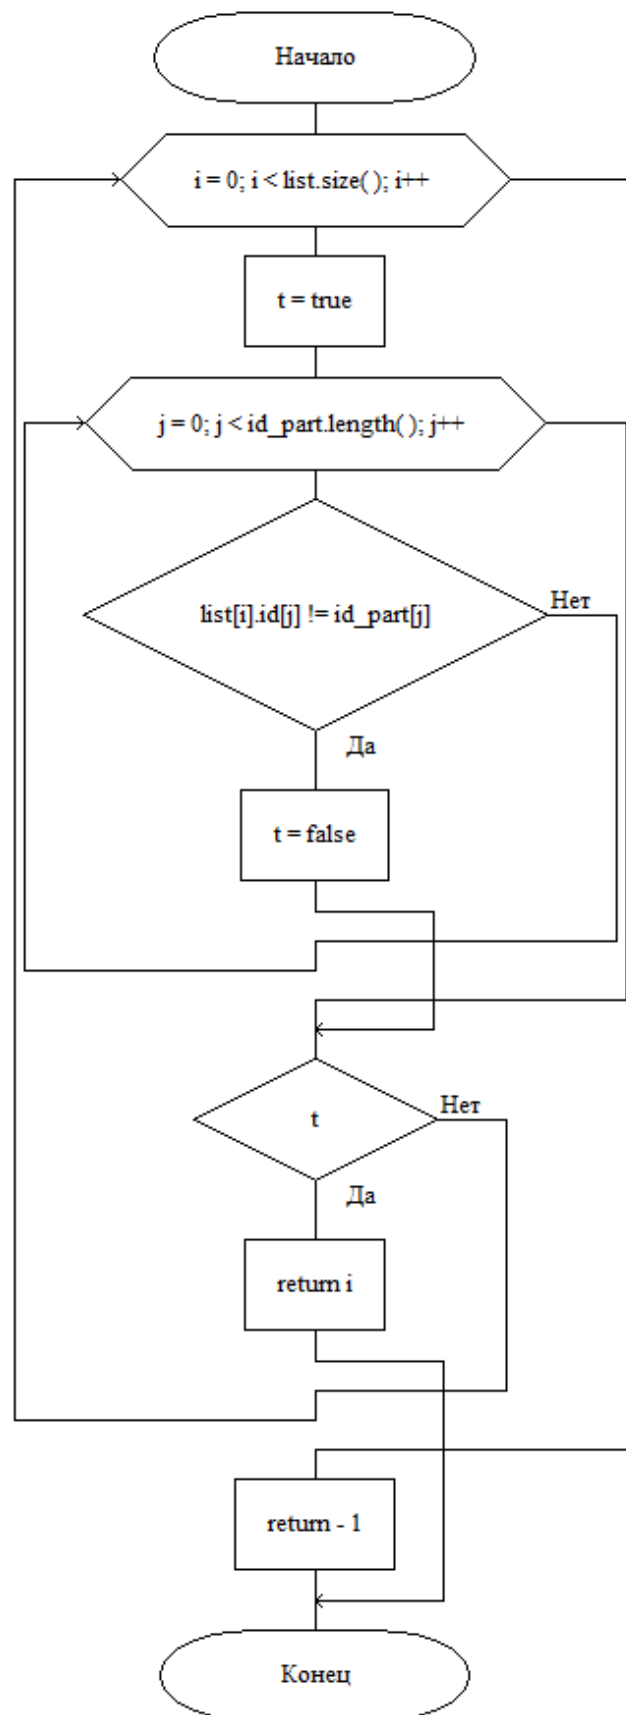 Начало
i = 0; i < list.size( ); i++
t = true
j = 0; j < id_part.length( ); j++
list[i].id[j] != id_part[j]
Нет
Да
t = false
t
Нет
Да
return i
return - 1
Конец